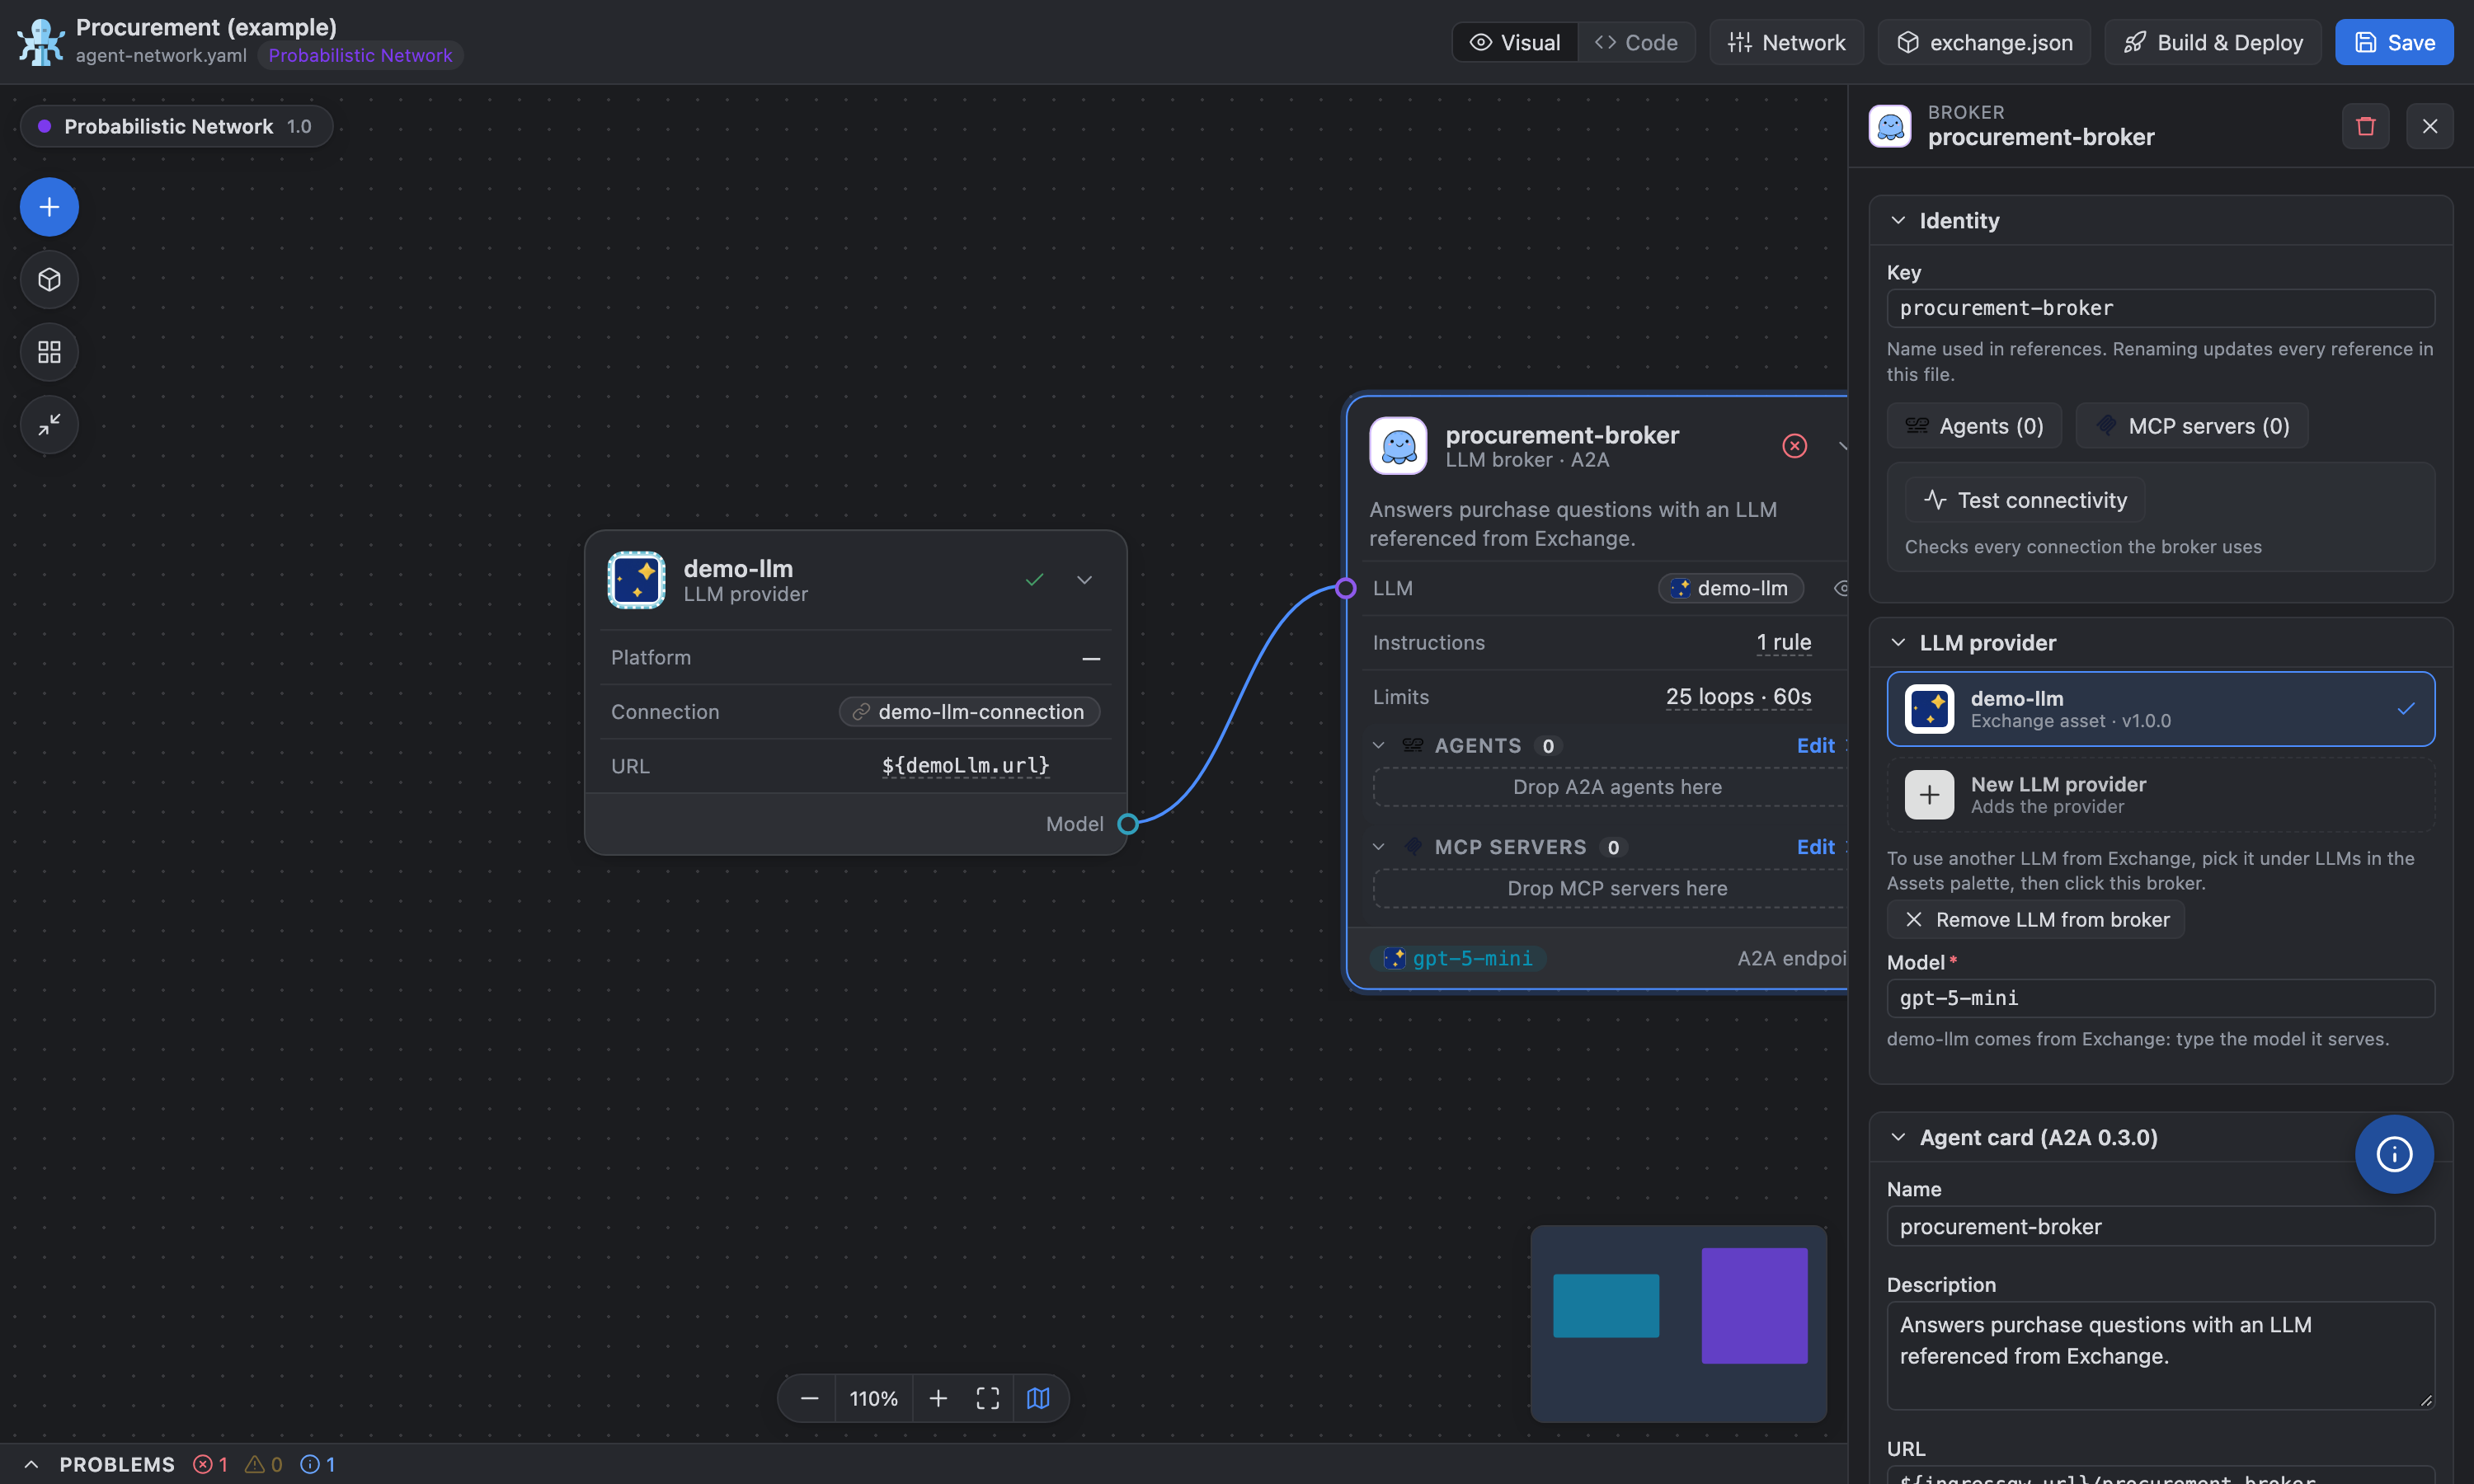 Procurement (example)
agent-network.yaml Probabilistic Network
Visual Code Network exchange.json Build & Deploy Save
Probabilistic Network 1.0
demo-llm
LLM provider
Platform —
Connection demo-llm-connection
URL ${demoLlm.url}
Model
procurement-broker
LLM broker · A2A
Answers purchase questions with an LLM
referenced from Exchange.
LLM demo-llm
Instructions 1 rule
Limits 25 loops · 60s
AGENTS 0 Edit
Drop A2A agents here
MCP SERVERS 0 Edit
Drop MCP servers here
gpt-5-mini A2A endpoi
110%
PROBLEMS 1 0 1
BROKER
procurement-broker
Identity
Key
procurement-broker
Name used in references. Renaming updates every reference in
this file.
Agents (0) MCP servers (0)
Test connectivity
Checks every connection the broker uses
LLM provider
demo-llm
Exchange asset · v1.0.0
New LLM provider
Adds the provider
To use another LLM from Exchange, pick it under LLMs in the
Assets palette, then click this broker.
Remove LLM from broker
Model *
gpt-5-mini
demo-llm comes from Exchange: type the model it serves.
Agent card (A2A 0.3.0)
Name
procurement-broker
Description
Answers purchase questions with an LLM
referenced from Exchange.
URL
${ingressgw.url}/procurement-broker